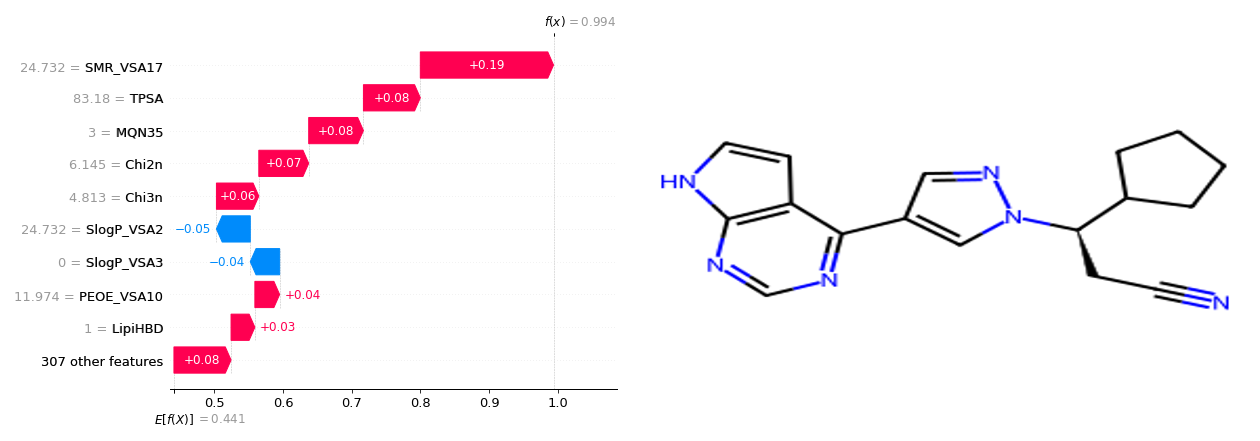 f(x) = 0.994
24.732 = SMR_VSA17
+0.19
83.18 = TPSA
+0.08
3 = MQN35
+0.08
6.145 = Chi2n
+0.07
4.813 = Chi3n
+0.06
24.732 = SlogP_VSA2
−0.05
0 = SlogP_VSA3
−0.04
11.974 = PEOE_VSA10
+0.04
1 = LipiHBD
+0.03
307 other features
+0.08
0.5 0.6 0.7 0.8 0.9 1.0
E[f(X)] = 0.441
HN
N
N
N
N
N